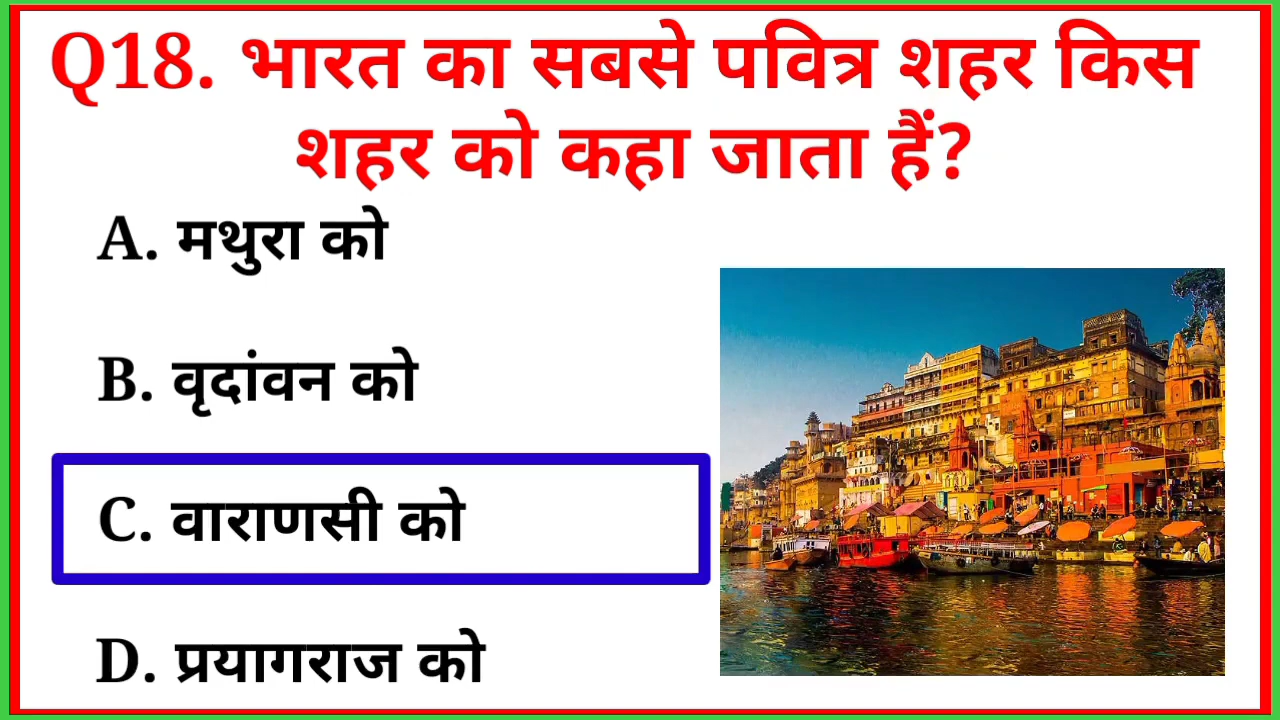 Q18. भारत का सबसे पवित्र शहर किस
शहर को कहा जाता हैं?
A. मथुरा को
B. वृदांवन को
C. वाराणसी को
D. प्रयागराज को